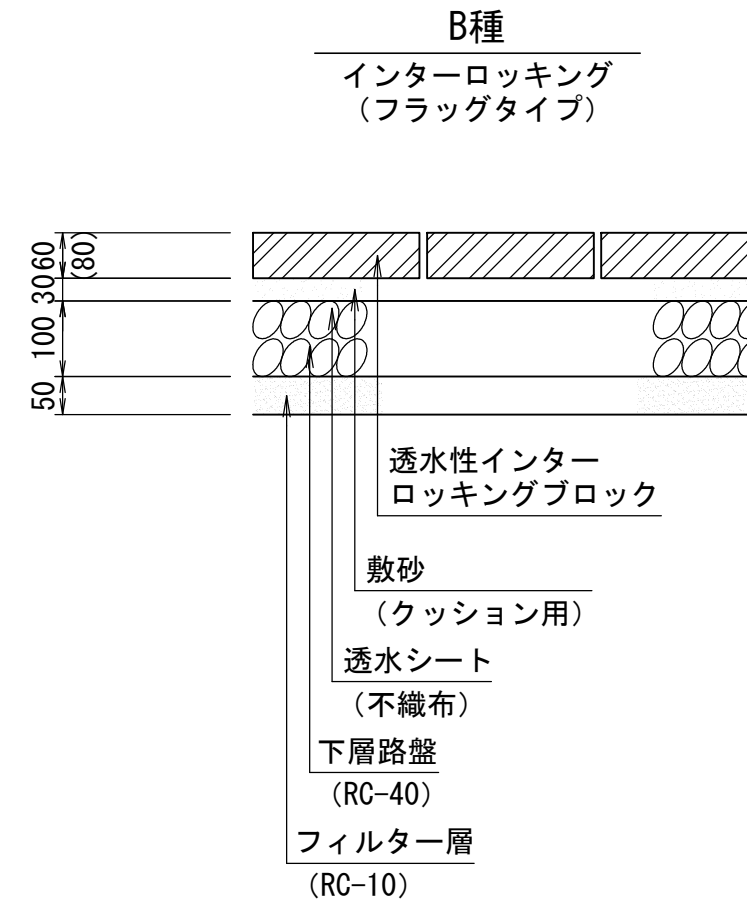 B種
インターロッキング
（フラッグタイプ）
60
(80)
30
100
50
透水性インター
ロッキングブロック
敷砂
（クッション用）
透水シート
（不織布）
下層路盤
（RC-40）
フィルター層
（RC-10）